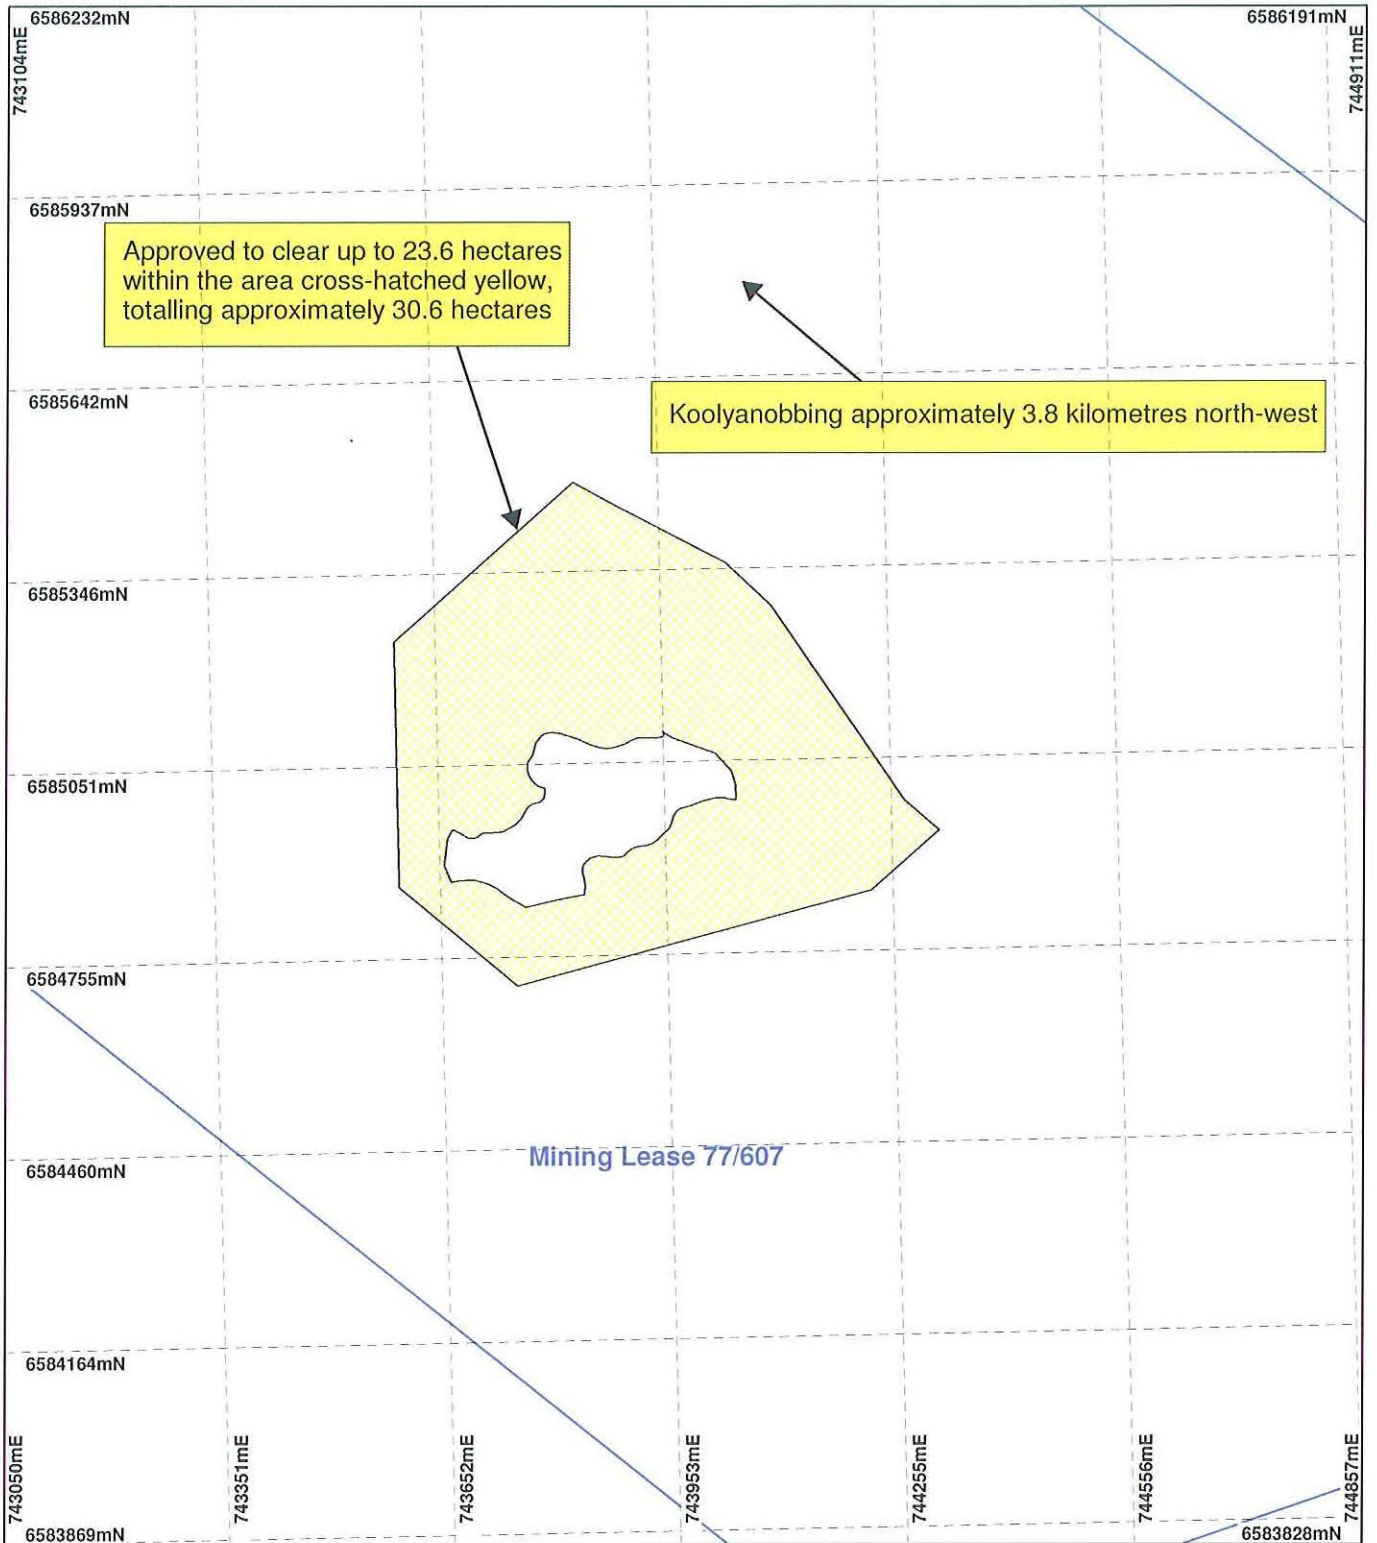 6586232mN
6586191mN
743104mE
744911mE
6585937mN
Approved to clear up to 23.6 hectares
within the area cross-hatched yellow,
totalling approximately 30.6 hectares
6585642mN
Koolyanobbing approximately 3.8 kilometres north-west
6585346mN
6585051mN
6584755mN
Mining Lease 77/607
6584460mN
6584164mN
743050mE
743351mE
743652mE
743953mE
744255mE
744556mE
744857mE
6583869mN
6583828mN